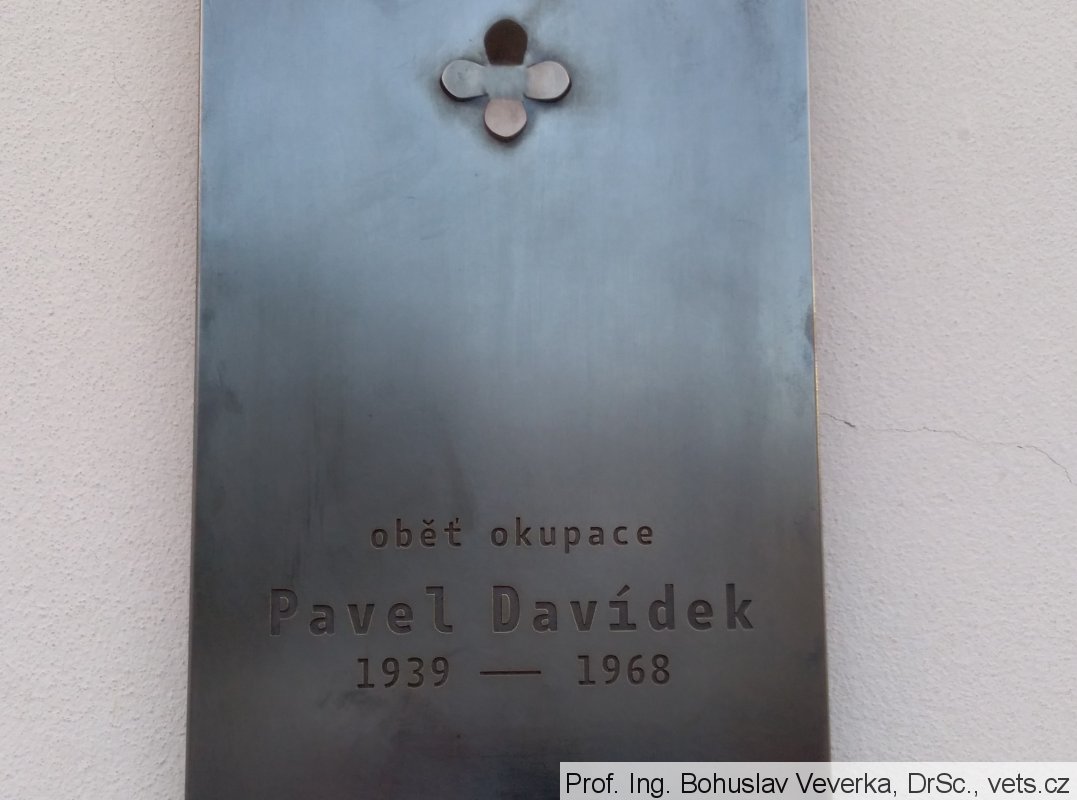 oběť okupace
Pavel Davídek
1939 — 1968
Prof. Ing. Bohuslav Veverka, DrSc., vets.cz